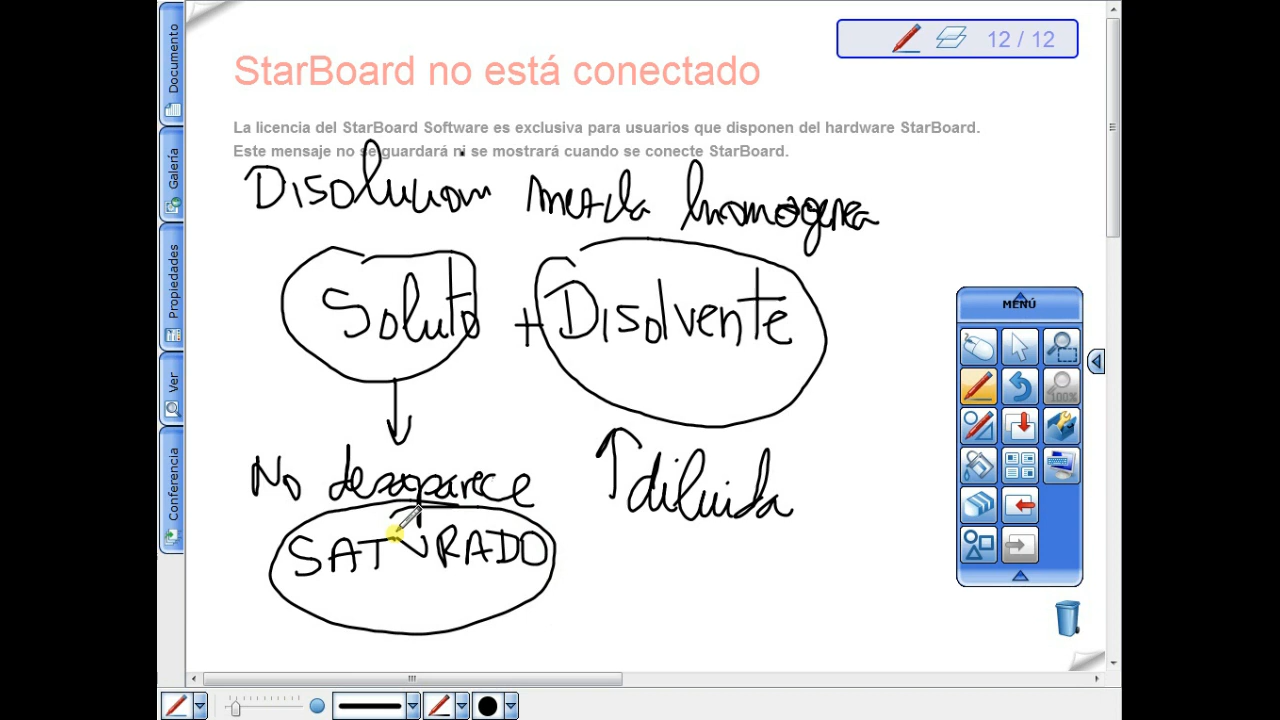 Documento
Galería
Propiedades
Ver
Conferencia
12 / 12
StarBoard no está conectado
La licencia del StarBoard Software es exclusiva para usuarios que disponen del hardware StarBoard.
Este mensaje no se guardará ni se mostrará cuando se conecte StarBoard.
Disolucion mezcla homogenea
Soluto + Disolvente
No desaparece ↑ diluida
SATURADO
MENÚ
100%